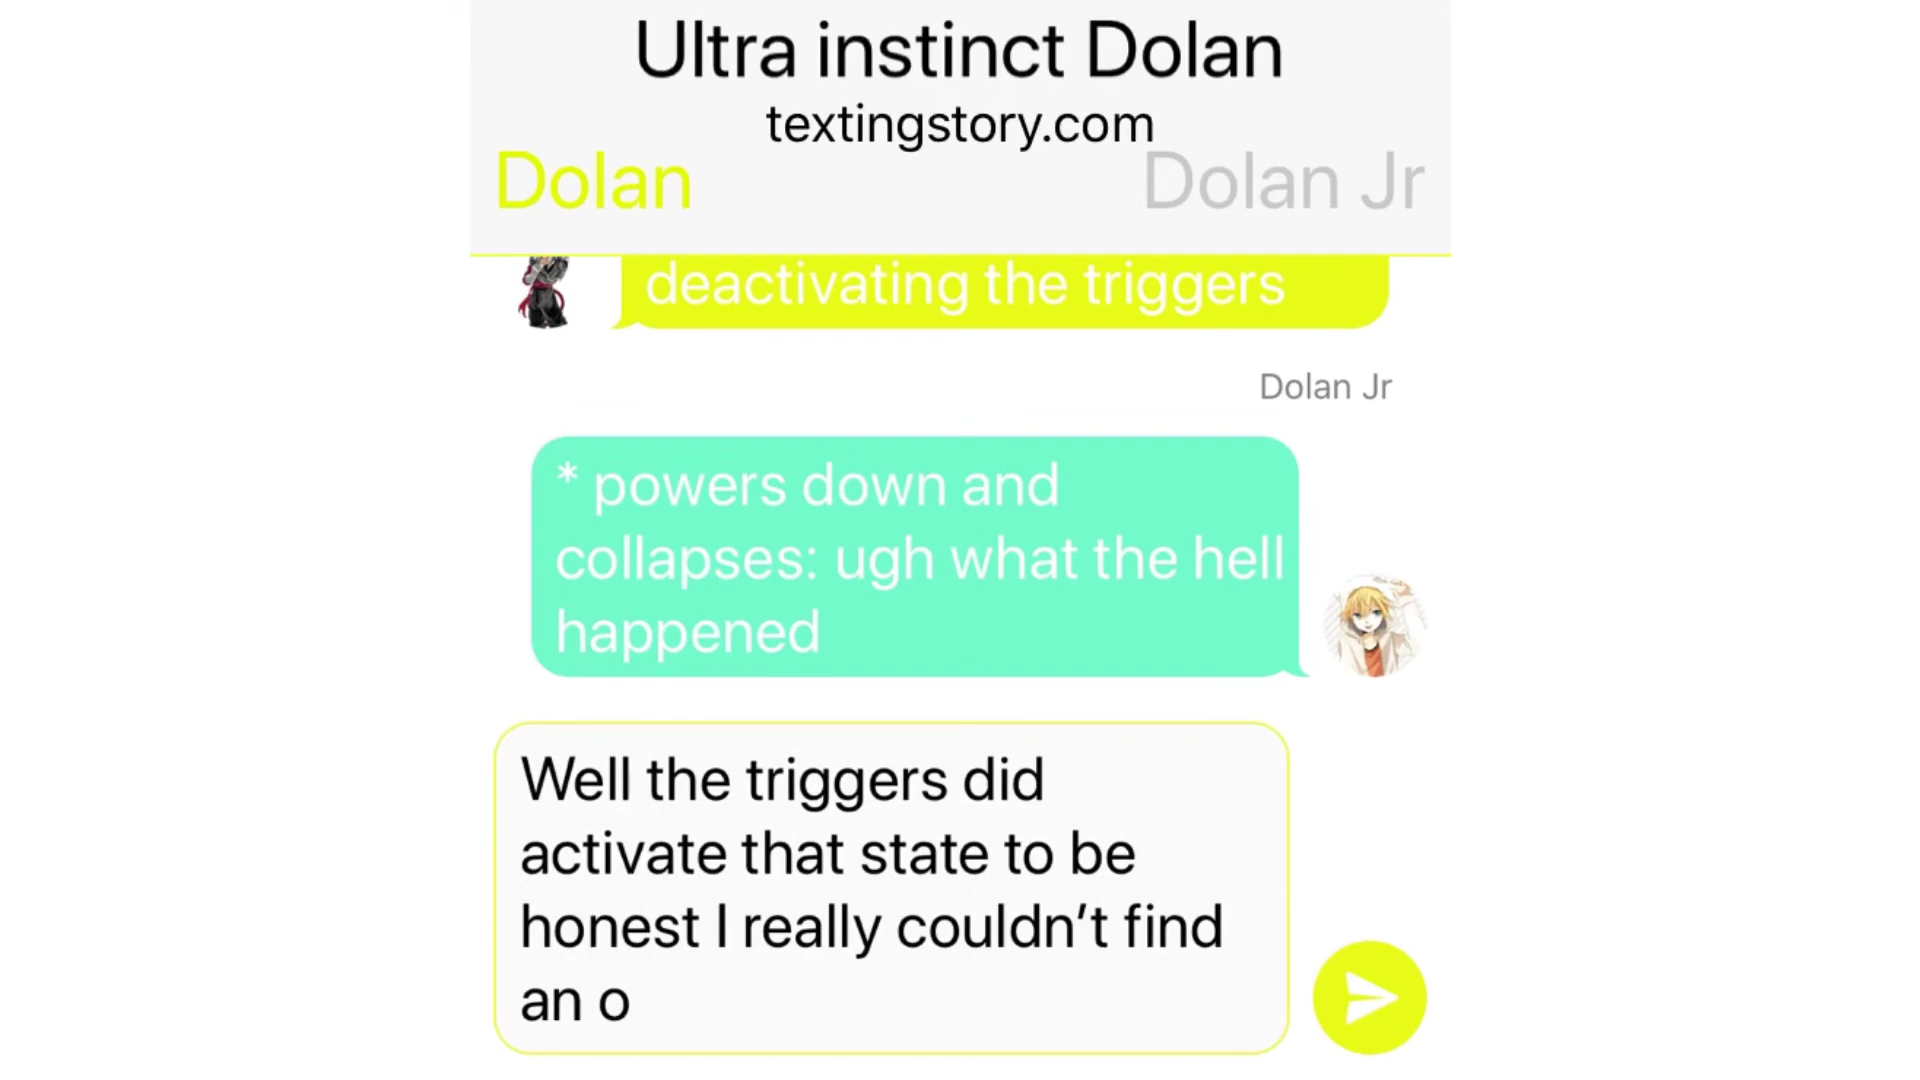 Ultra instinct Dolan
textingstory.com
Dolan
Dolan Jr
deactivating the triggers
Dolan Jr
* powers down and
collapses: ugh what the hell
happened
Well the triggers did
activate that state to be
honest I really couldn’t find
an o